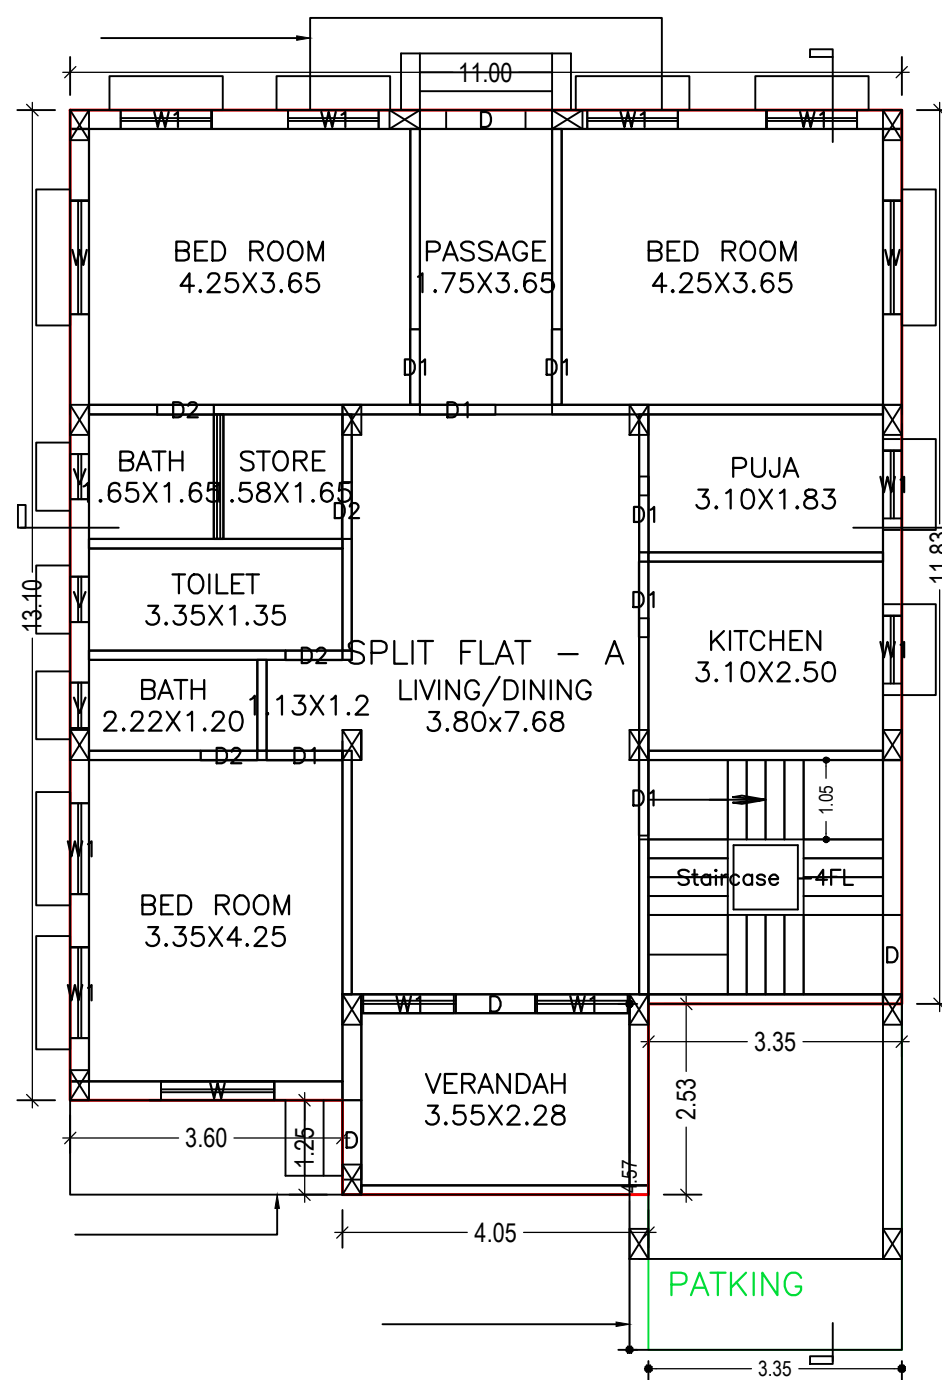 11.00
W1
W1
D
W1
W1
BED ROOM
4.25X3.65
PASSAGE
1.75X3.65
BED ROOM
4.25X3.65
W
W
D1
D1
D2
D1
BATH
1.65X1.65
STORE
1.58X1.65
PUJA
3.10X1.83
V
W1
D2
D1
13.10
11.83
TOILET
3.35X1.35
V
D1
D2
SPLIT FLAT - A
LIVING/DINING
3.80x7.68
KITCHEN
3.10X2.50
W1
BATH
2.22X1.20
1.13X1.2
V
D2
D1
D1
1.05
W1
Staircase -4FL
BED ROOM
3.35X4.25
D
W1
W1
D
W1
3.35
VERANDAH
3.55X2.28
2.53
W
3.60
1.25
D
4.57
4.05
PATKING
3.35